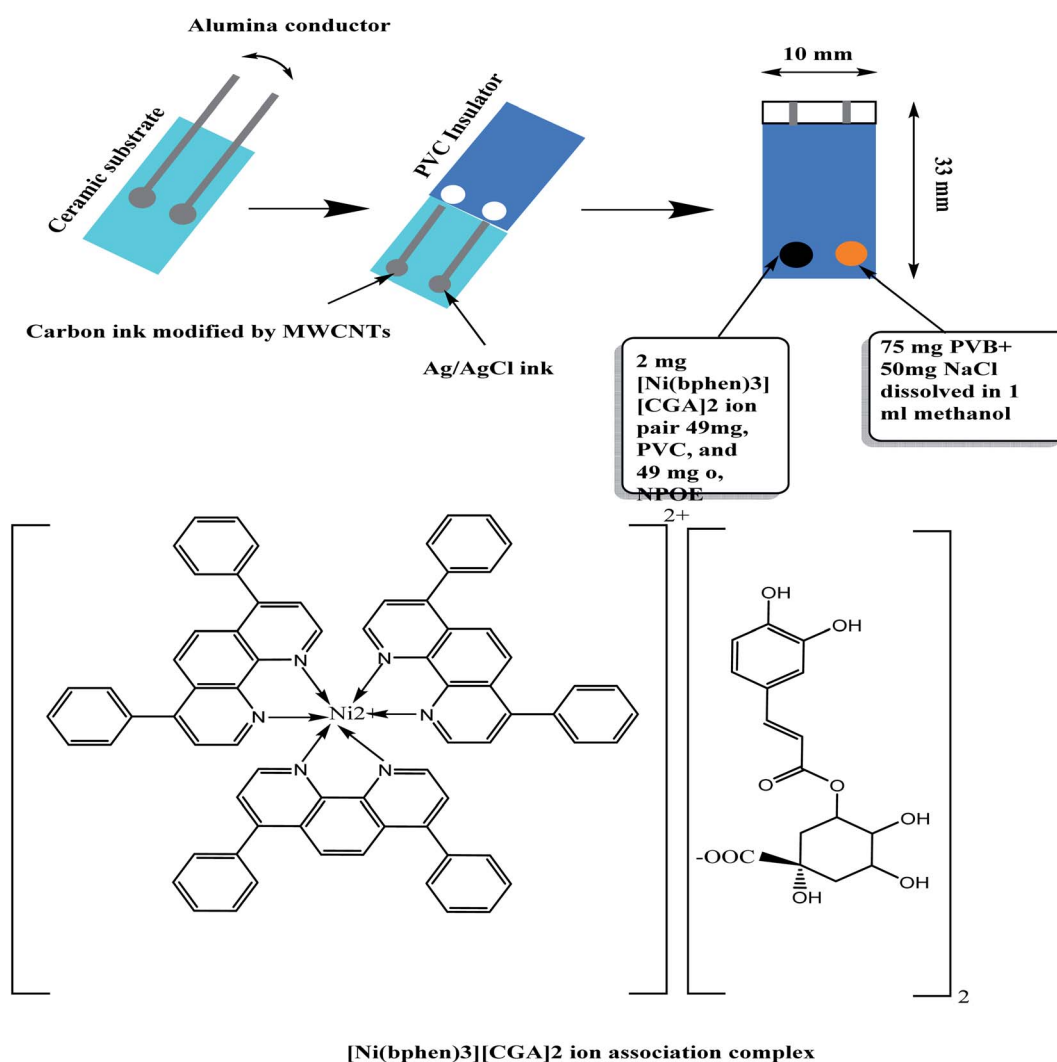 Alumina conductor
10 mm
Ceramic substrate
PVC Insulator
33 mm
Carbon ink modified by MWCNTs
Ag/AgCl ink
2 mg
[Ni(bphen)3]
[CGA]2 ion
pair 49mg,
PVC, and
49 mg o,
NPOE
75 mg PVB+
50mg NaCl
dissolved in 1
ml methanol
2+
N
N
N
N
Ni2+
N
N
OH
OH
O
O
OH
-OOC
OH
OH
2
[Ni(bphen)3][CGA]2 ion association complex